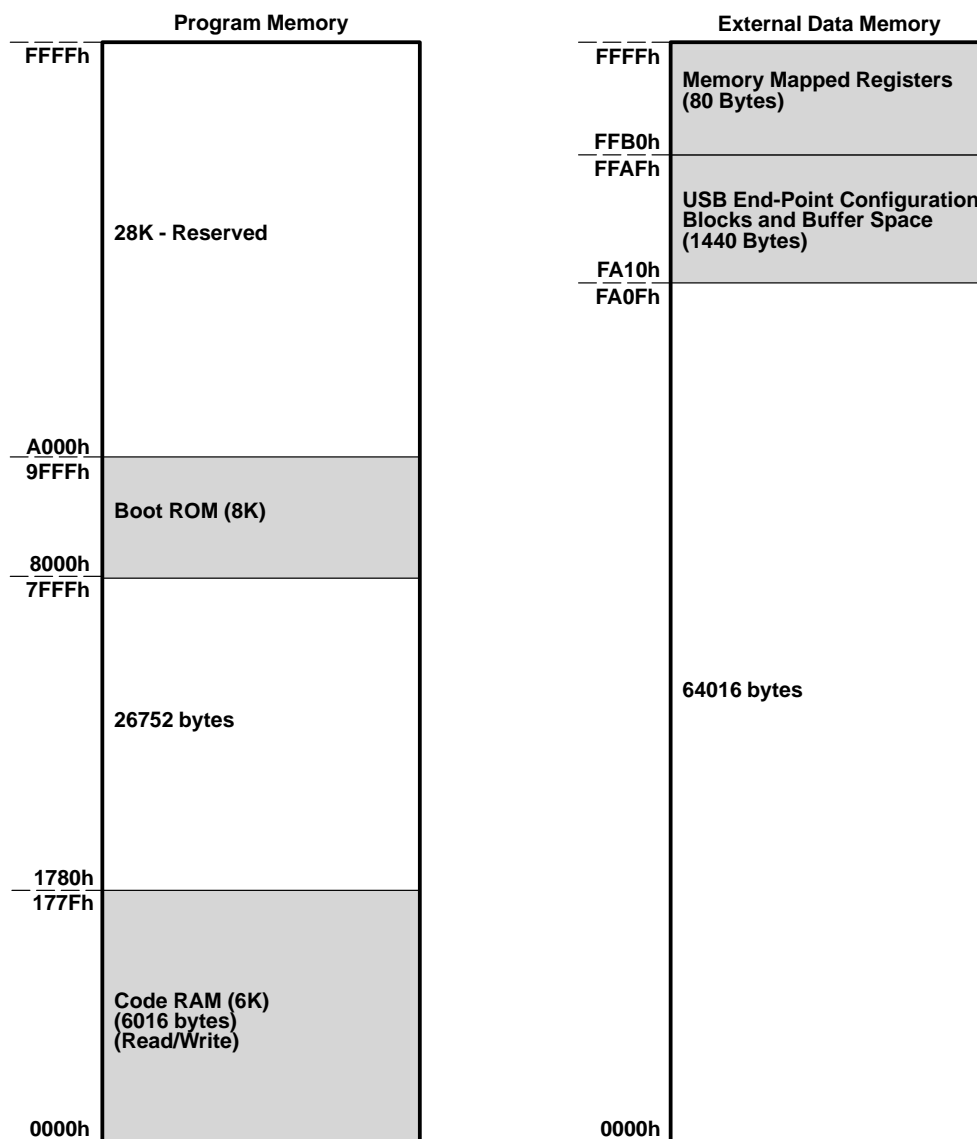 Program Memory
FFFFh
28K - Reserved
A000h
9FFFh
Boot ROM (8K)
8000h
7FFFh
26752 bytes
1780h
177Fh
Code RAM (6K)
(6016 bytes)
(Read/Write)
0000h
External Data Memory
FFFFh
Memory Mapped Registers
(80 Bytes)
FFB0h
FFAFh
USB End-Point Configuration
Blocks and Buffer Space
(1440 Bytes)
FA10h
FA0Fh
64016 bytes
0000h